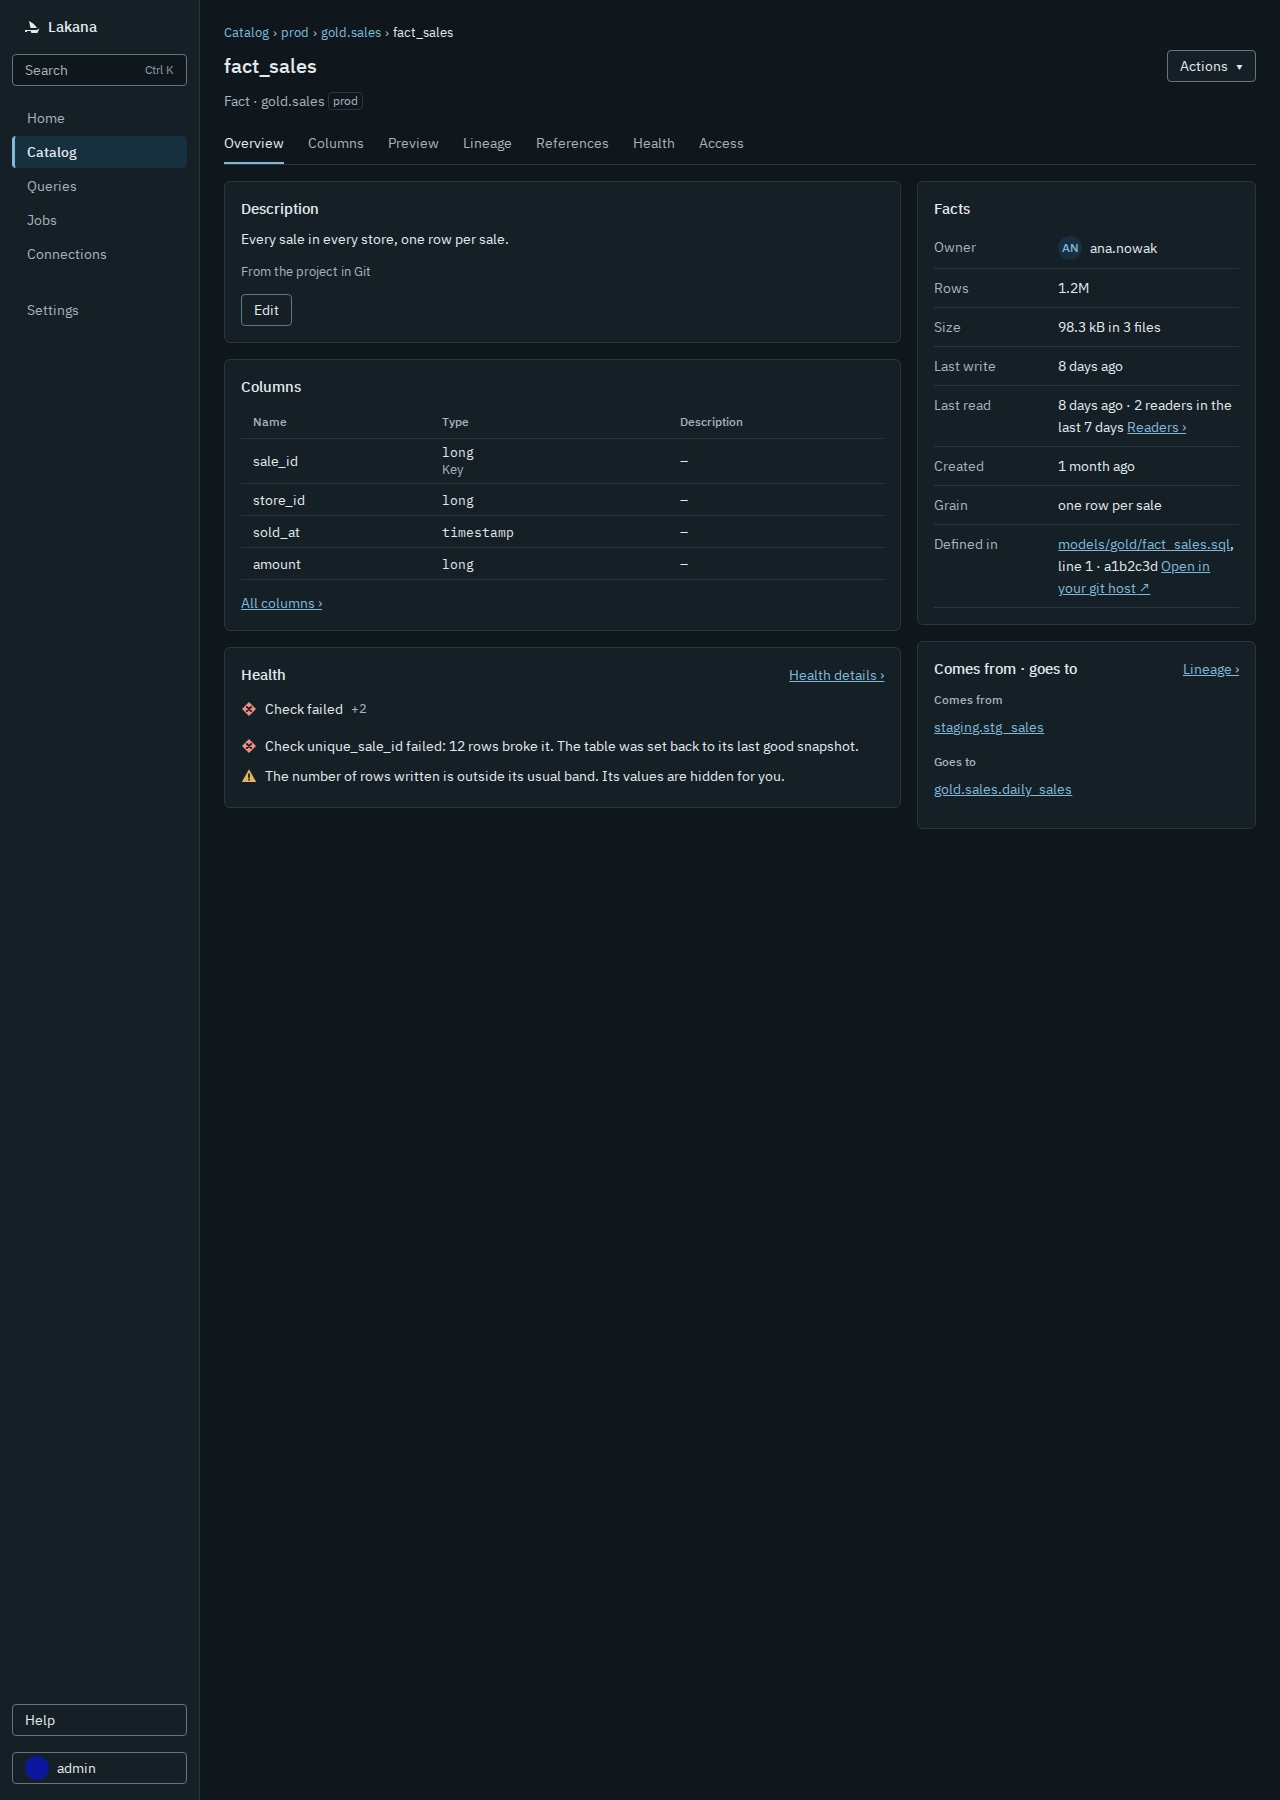 Lakana
Search Ctrl K
Home
Catalog
Queries
Jobs
Connections
Settings
Help
admin
Catalog › prod › gold.sales › fact_sales
fact_sales
Actions ▾
Fact · gold.sales prod
Overview Columns Preview Lineage References Health Access
Description
Every sale in every store, one row per sale.
From the project in Git
Edit
Columns
Name Type Description
sale_id long –
Key
store_id long –
sold_at timestamp –
amount long –
All columns ›
Health Health details ›
Check failed +2
Check unique_sale_id failed: 12 rows broke it. The table was set back to its last good snapshot.
The number of rows written is outside its usual band. Its values are hidden for you.
Facts
Owner AN ana.nowak
Rows 1.2M
Size 98.3 kB in 3 files
Last write 8 days ago
Last read 8 days ago · 2 readers in the
last 7 days Readers ›
Created 1 month ago
Grain one row per sale
Defined in models/gold/fact_sales.sql,
line 1 · a1b2c3d Open in
your git host ↗
Comes from · goes to Lineage ›
Comes from
staging.stg_sales
Goes to
gold.sales.daily_sales